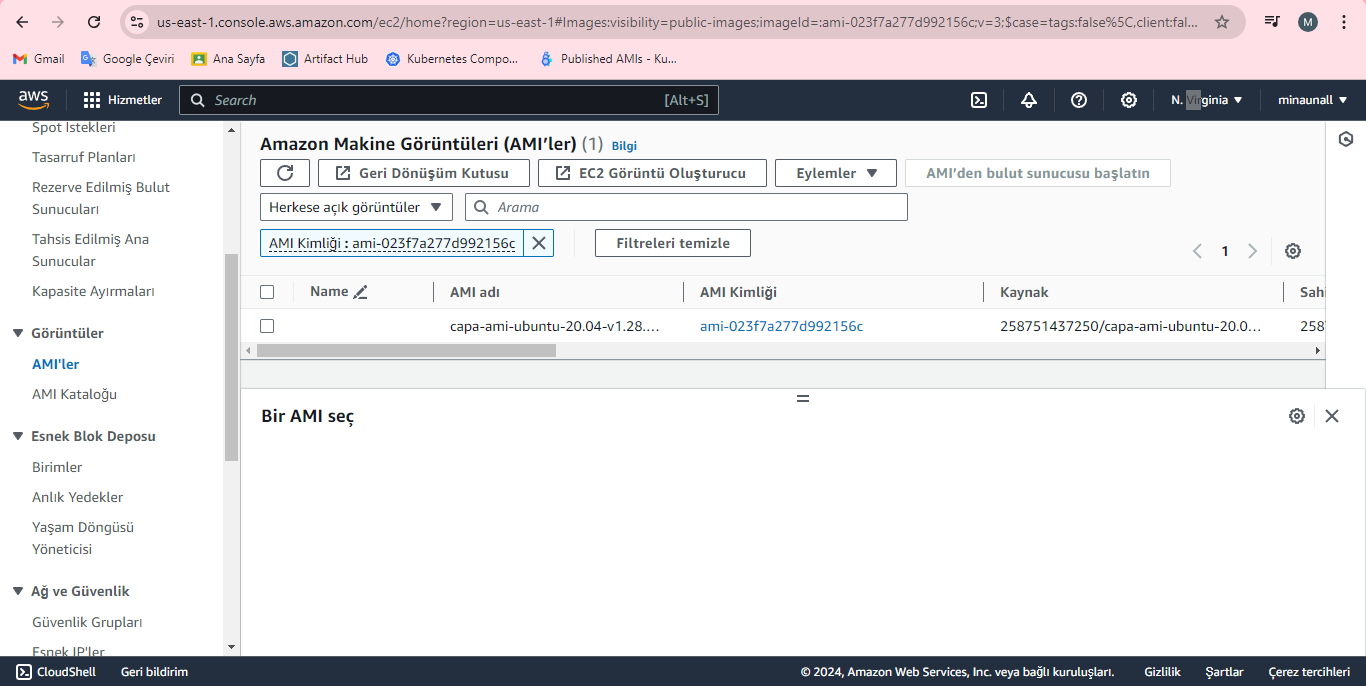 us-east-1.console.aws.amazon.com/ec2/home?region=us-east-1#Images:visibility=public-images;imageId=:ami-023f7a277d992156c;v=3;$case=tags:false%5C,client:fal...
M
Gmail
Google Çeviri
Ana Sayfa
Artifact Hub
Kubernetes Compo...
Published AMIs - Ku...
aws
Hizmetler
Search
[Alt+S]
N. Virginia
minaunall
Spot İstekleri
Tasarruf Planları
Rezerve Edilmiş Bulut
Sunucuları
Tahsis Edilmiş Ana
Sunucular
Kapasite Ayırmaları
Görüntüler
AMI'ler
AMI Kataloğu
Esnek Blok Deposu
Birimler
Anlık Yedekler
Yaşam Döngüsü
Yöneticisi
Ağ ve Güvenlik
Güvenlik Grupları
Esnek IP'ler
Amazon Makine Görüntüleri (AMI’ler) (1) Bilgi
Geri Dönüşüm Kutusu
EC2 Görüntü Oluşturucu
Eylemler
AMI’den bulut sunucusu başlatın
Herkese açık görüntüler
Arama
AMI Kimliği : ami-023f7a277d992156c
Filtreleri temizle
1
Name
AMI adı
AMI Kimliği
Kaynak
Sahi
capa-ami-ubuntu-20.04-v1.28....
ami-023f7a277d992156c
258751437250/capa-ami-ubuntu-20.0...
258
Bir AMI seç
CloudShell
Geri bildirim
© 2024, Amazon Web Services, Inc. veya bağlı kuruluşları.
Gizlilik
Şartlar
Çerez tercihleri